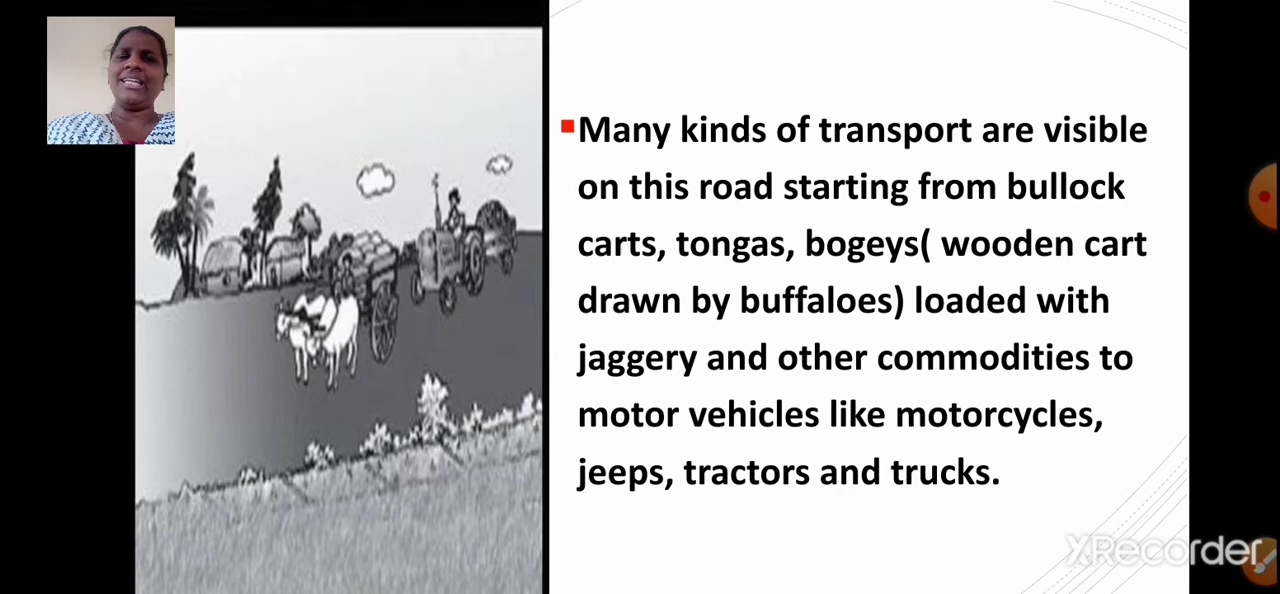 Many kinds of transport are visible
on this road starting from bullock
carts, tongas, bogeys( wooden cart
drawn by buffaloes) loaded with
jaggery and other commodities to
motor vehicles like motorcycles,
jeeps, tractors and trucks.
XRecorder